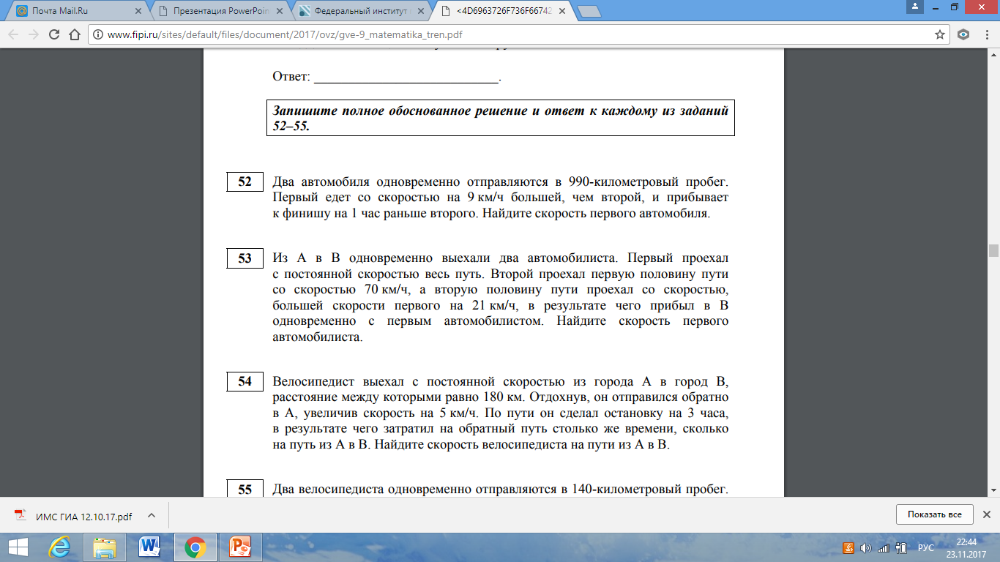 Почта Mail.Ru
Презентация PowerPoin
Федеральный институт
<4D6963726F736F66742
www.fipi.ru/sites/default/files/document/2017/ovz/gve-9_matematika_tren.pdf
Ответ: ___________________________.
Запишите полное обоснованное решение и ответ к каждому из заданий
52–55.
52 Два автомобиля одновременно отправляются в 990-километровый пробег.
Первый едет со скоростью на 9 км/ч большей, чем второй, и прибывает
к финишу на 1 час раньше второго. Найдите скорость первого автомобиля.
53 Из А в В одновременно выехали два автомобилиста. Первый проехал
с постоянной скоростью весь путь. Второй проехал первую половину пути
со скоростью 70 км/ч, а вторую половину пути проехал со скоростью,
большей скорости первого на 21 км/ч, в результате чего прибыл в В
одновременно с первым автомобилистом. Найдите скорость первого
автомобилиста.
54 Велосипедист выехал с постоянной скоростью из города А в город В,
расстояние между которыми равно 180 км. Отдохнув, он отправился обратно
в А, увеличив скорость на 5 км/ч. По пути он сделал остановку на 3 часа,
в результате чего затратил на обратный путь столько же времени, сколько
на путь из А в В. Найдите скорость велосипедиста на пути из А в В.
55 Два велосипедиста одновременно отправляются в 140-километровый пробег.
ИМС ГИА 12.10.17.pdf
Показать все
РУС
22:44
23.11.2017